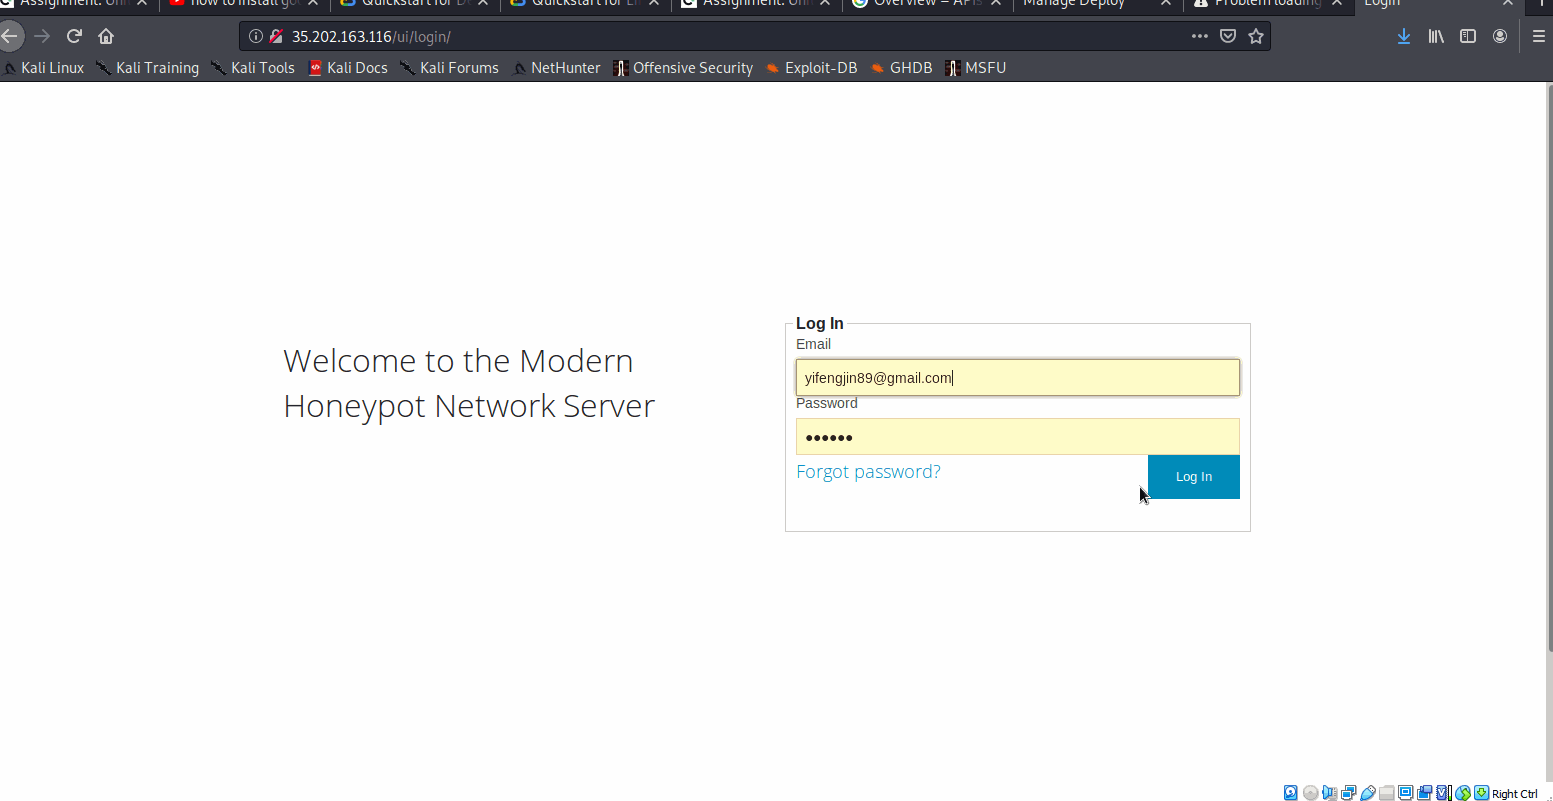 Assignment: Un
how to install go
Quickstart for De
Quickstart for
Assignment: Un
Overview – APIs
Manage Deploy
Problem loading
Login
35.202.163.116/ui/login/
Kali Linux Kali Training Kali Tools Kali Docs Kali Forums NetHunter Offensive Security Exploit-DB GHDB MSFU
Welcome to the Modern
Honeypot Network Server
Log In
Email
yifengjin89@gmail.com
Password
••••••
Forgot password?
Log In
Right Ctrl